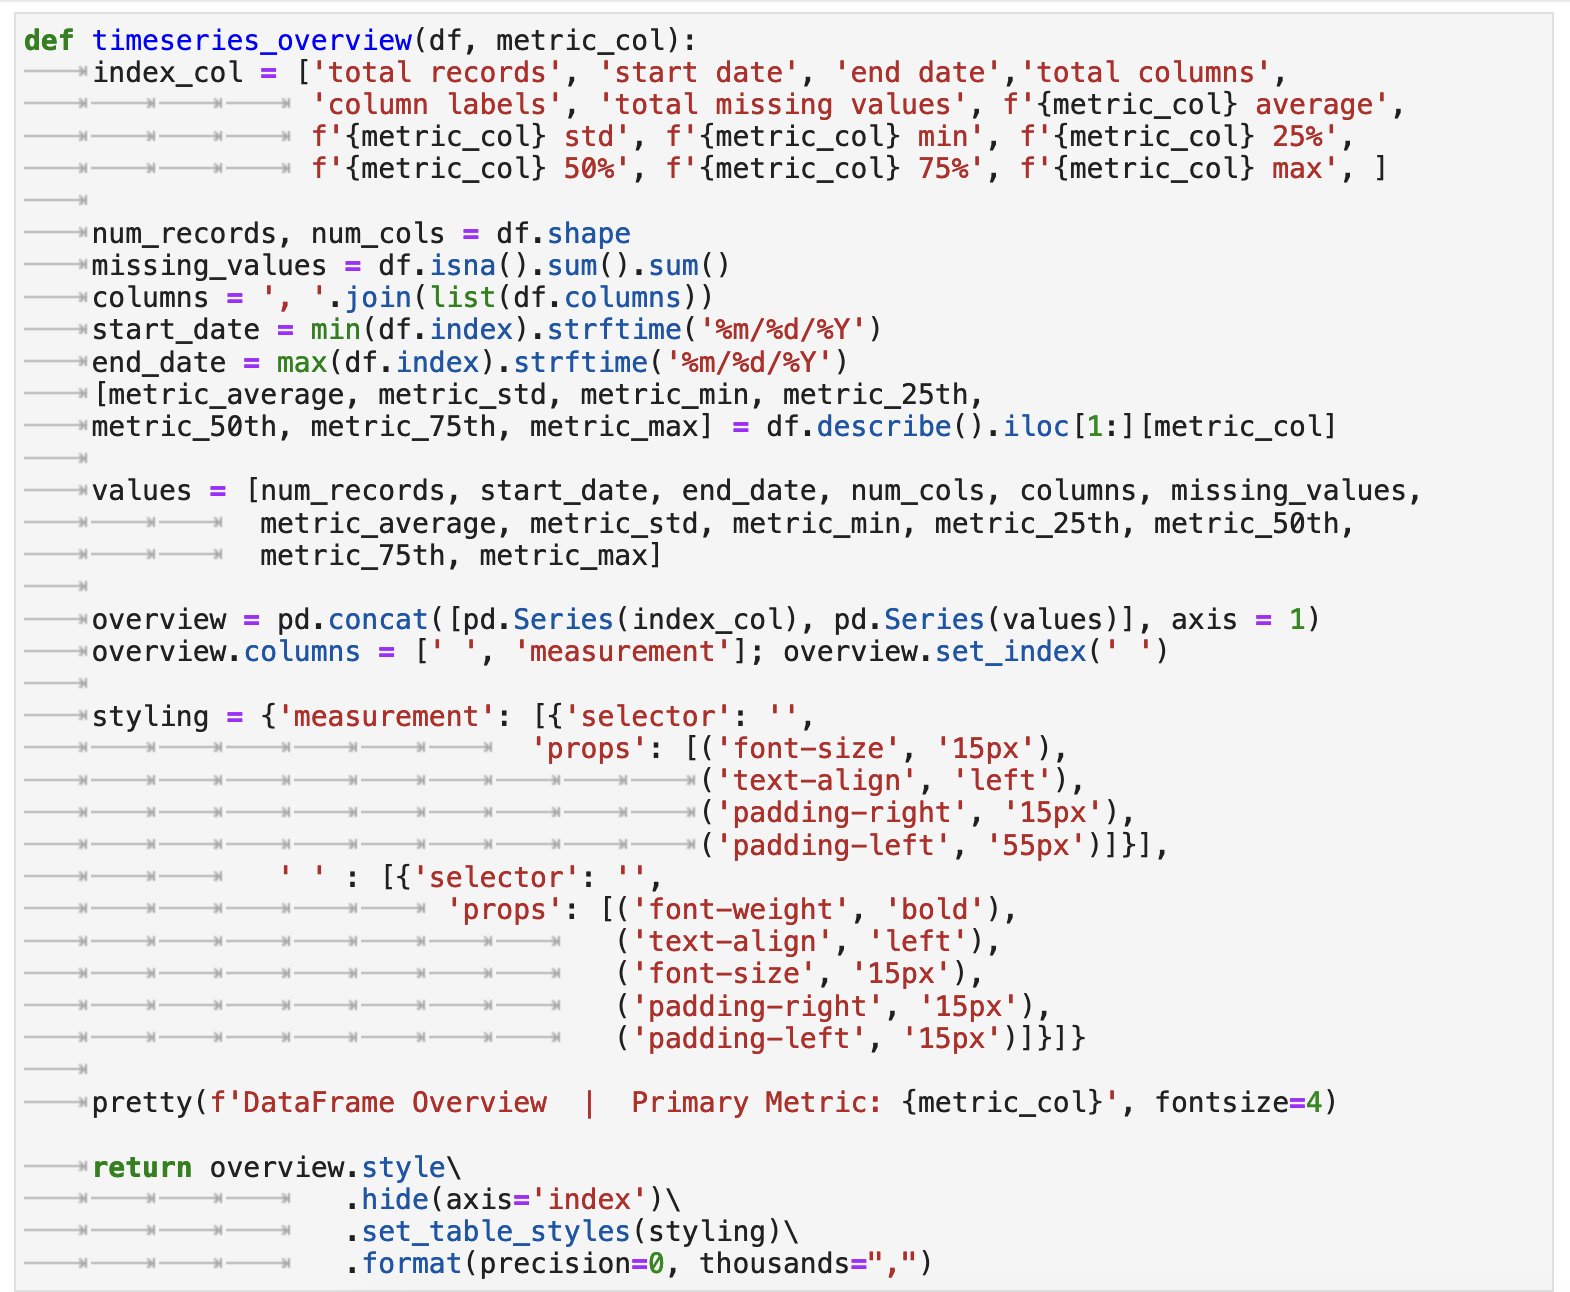 def timeseries_overview(df, metric_col):
    index_col = ['total records', 'start date', 'end date','total columns',
                 'column labels', 'total missing values', f'{metric_col} average',
                 f'{metric_col} std', f'{metric_col} min', f'{metric_col} 25%',
                 f'{metric_col} 50%', f'{metric_col} 75%', f'{metric_col} max', ]

    num_records, num_cols = df.shape
    missing_values = df.isna().sum().sum()
    columns = ', '.join(list(df.columns))
    start_date = min(df.index).strftime('%m/%d/%Y')
    end_date = max(df.index).strftime('%m/%d/%Y')
    [metric_average, metric_std, metric_min, metric_25th,
    metric_50th, metric_75th, metric_max] = df.describe().iloc[1:][metric_col]

    values = [num_records, start_date, end_date, num_cols, columns, missing_values,
              metric_average, metric_std, metric_min, metric_25th, metric_50th,
              metric_75th, metric_max]

    overview = pd.concat([pd.Series(index_col), pd.Series(values)], axis = 1)
    overview.columns = [' ', 'measurement']; overview.set_index(' ')

    styling = {'measurement': [{'selector': '',
                              'props': [('font-size', '15px'),
                                        ('text-align', 'left'),
                                        ('padding-right', '15px'),
                                        ('padding-left', '55px')]}],
               ' ' : [{'selector': '',
                         'props': [('font-weight', 'bold'),
                                   ('text-align', 'left'),
                                   ('font-size', '15px'),
                                   ('padding-right', '15px'),
                                   ('padding-left', '15px')]}]}

    pretty(f'DataFrame Overview  |  Primary Metric: {metric_col}', fontsize=4)

    return overview.style\
                   .hide(axis='index')\
                   .set_table_styles(styling)\
                   .format(precision=0, thousands=",")